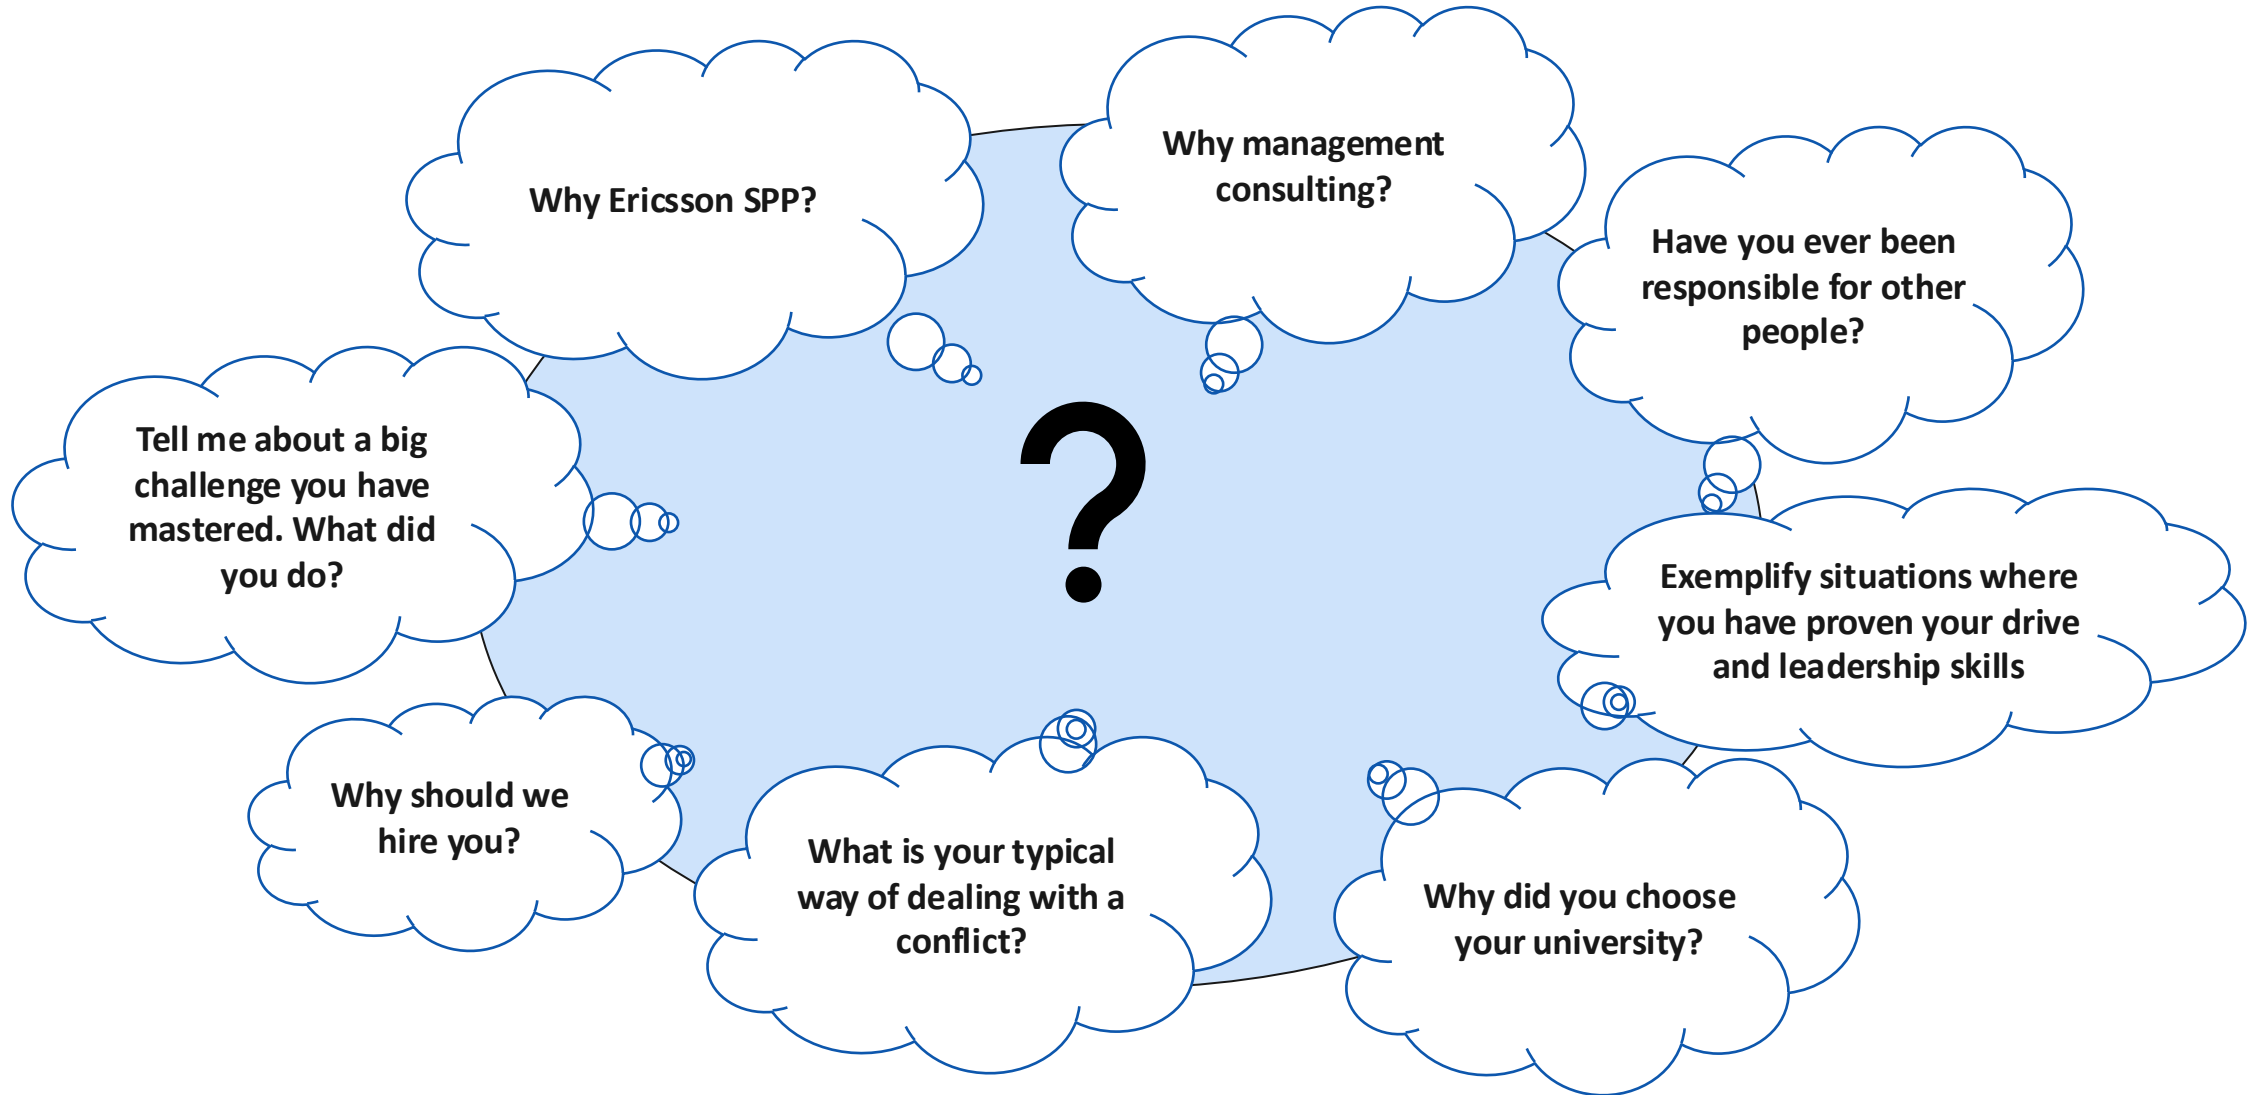 Why Ericsson SPP?
Why management
consulting?
Have you ever been
responsible for other
people?
Tell me about a big
challenge you have
mastered. What did
you do?
?
Exemplify situations where
you have proven your drive
and leadership skills
Why should we
hire you?
What is your typical
way of dealing with a
conflict?
Why did you choose
your university?